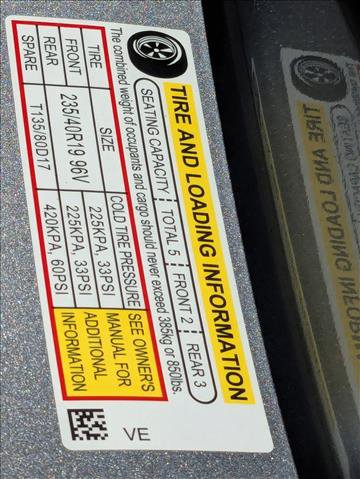 TIRE AND LOADING INFORMATION
SEATING CAPACITY TOTAL 5 FRONT 2 REAR 3
The combined weight of occupants and cargo should never exceed 385kg or 850lbs.
TIRE SIZE COLD TIRE PRESSURE SEE OWNER'S
FRONT 235/40R19 96V 225KPA, 33PSI MANUAL FOR
REAR 225KPA, 33PSI ADDITIONAL
SPARE T135/80D17 420KPA, 60PSI INFORMATION
VE